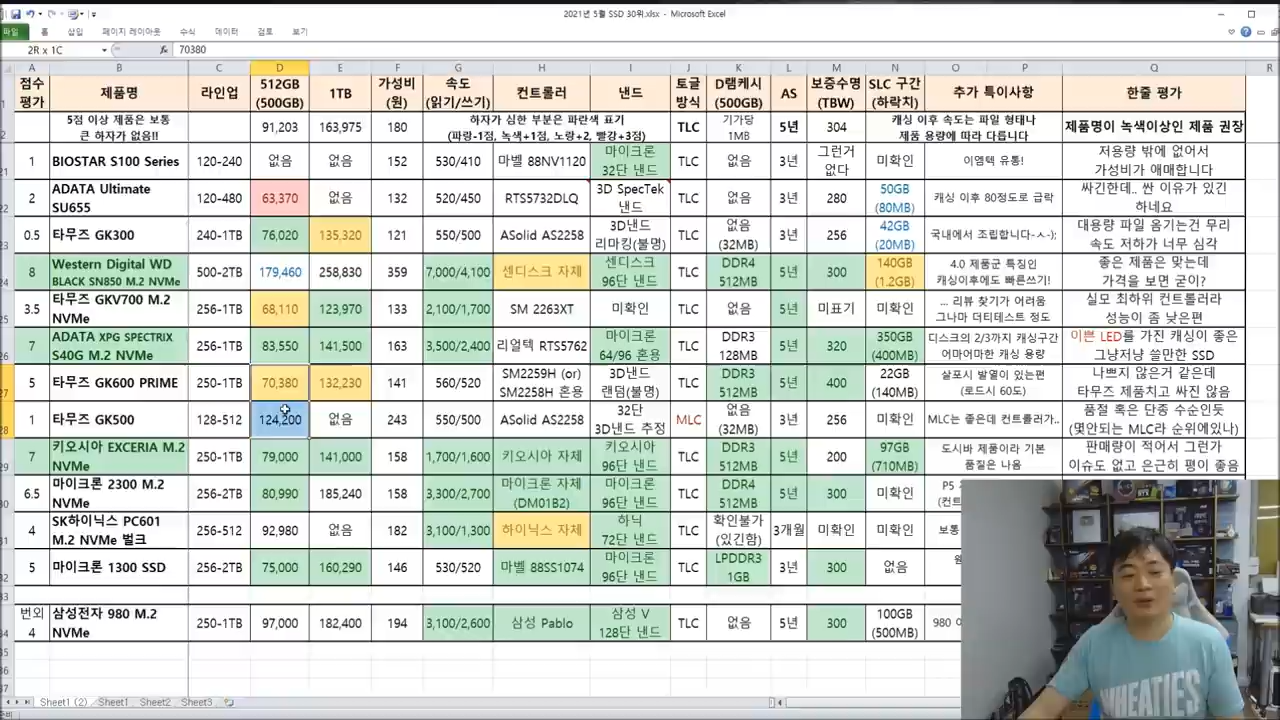 2021년 5월 SSD 30위.xlsx - Microsoft Excel
파일 홈 삽입 페이지 레이아웃 수식 데이터 검토 보기
2R x 1C fx 70380
A B C D E F G H I J K L M N O P Q R
점수 평가 제품명 라인업 512GB (500GB) 1TB 가성비 (원) 속도 (읽기/쓰기) 컨트롤러 낸드 토글 방식 D램캐시 (500GB) AS 보증수명 (TBW) SLC 구간 (하락치) 추가 특이사항 한줄 평가
5점 이상 제품은 보통 큰 하자가 없음!! 91,203 163,975 180 하자가 심한 부분은 파란색 표기 (파랑-1점, 녹색+1점, 노랑+2, 빨강+3점) TLC 기가당 1MB 5년 304 캐싱 이후 속도는 파일 형태나 제품 용량에 따라 다릅니다 제품명이 녹색이상인 제품 권장
1 BIOSTAR S100 Series 120-240 없음 없음 152 530/410 마벨 88NV1120 마이크론 32단 낸드 TLC 없음 3년 그런거 없다 미확인 이엠텍 유통! 저용량 밖에 없어서 가성비가 애매합니다
2 ADATA Ultimate SU655 120-480 63,370 없음 132 520/450 RTS5732DLQ 3D SpecTek 낸드 TLC 없음 3년 280 50GB (80MB) 캐싱 이후 80정도로 급락 싸긴한데.. 싼 이유가 있긴 하네요
0.5 타무즈 GK300 240-1TB 76,020 135,320 121 550/500 ASolid AS2258 3D낸드 리마킹(불명) TLC 없음 (32MB) 3년 256 42GB (20MB) 국내에서 조립합니다-ㅅ-); 대용량 파일 옮기는건 무리 속도 저하가 너무 심각
8 Western Digital WD BLACK SN850 M.2 NVMe 500-2TB 179,460 258,830 359 7,000/4,100 센디스크 자체 센디스크 96단 낸드 TLC DDR4 512MB 5년 300 140GB (1.2GB) 4.0 제품군 특징인 캐싱이후에도 빠른쓰기! 좋은 제품은 맞는데 가격을 보면 굳이?
3.5 타무즈 GKV700 M.2 NVMe 256-1TB 68,110 123,970 133 2,100/1,700 SM 2263XT 미확인 TLC 없음 5년 미표기 미확인 ... 리뷰 찾기가 어려움 그나마 더티테스트 정도 실모 최하위 컨트롤러라 성능이 좀 낮은편
7 ADATA XPG SPECTRIX S40G M.2 NVMe 256-1TB 83,550 141,500 163 3,500/2,400 리얼텍 RTS5762 마이크론 64/96 혼용 TLC DDR3 128MB 5년 320 350GB (400MB) 디스크의 2/3까지 캐싱구간 어마어마한 캐싱 용량 이쁜 LED를 가진 캐싱이 좋은 그냥저냥 쓸만한 SSD
5 타무즈 GK600 PRIME 250-1TB 70,380 132,230 141 560/520 SM2259H (or) SM2258H 혼용 3D낸드 랜덤(불명) TLC DDR3 512MB 5년 400 22GB (140MB) 살포시 발열이 있는편 (로드시 60도) 나쁘지 않은거 같은데 타무즈 제품치고 싸진 않음
1 타무즈 GK500 128-512 124,200 없음 243 550/500 ASolid AS2258 32단 3D낸드 추정 MLC 없음 (32MB) 3년 256 미확인 MLC는 좋은데 컨트롤러가.. 품절 혹은 단종 수순인듯 (몇안되는 MLC라 순위에있나)
7 키오시아 EXCERIA M.2 NVMe 250-1TB 79,000 141,000 158 1,700/1,600 키오시아 자체 키오시아 96단 낸드 TLC DDR3 512MB 5년 200 97GB (710MB) 도시바 제품이라 기본 품질은 나음 판매량이 적어서 그런가 이슈도 없고 은근히 평이 좋음
6.5 마이크론 2300 M.2 NVMe 256-2TB 80,990 185,240 158 3,300/2,700 마이크론 자체 (DM01B2) 마이크론 96단 낸드 TLC DDR4 512MB 5년 300 미확인 P5 (컨트
4 SK하이닉스 PC601 M.2 NVMe 벌크 256-512 92,980 없음 182 3,100/1,300 하이닉스 자체 하닉 72단 낸드 TLC 확인불가 (있긴함) 3개월 미확인 미확인 보통
5 마이크론 1300 SSD 256-2TB 75,000 160,290 146 530/520 마벨 88SS1074 마이크론 96단 낸드 TLC LPDDR3 1GB 3년 300 없음
번외 4 삼성전자 980 M.2 NVMe 250-1TB 97,000 182,400 194 3,100/2,600 삼성 Pablo 삼성 V 128단 낸드 TLC 없음 5년 300 100GB (500MB) 980
Sheet1 (2) Sheet1 Sheet2 Sheet3
WHEATIES